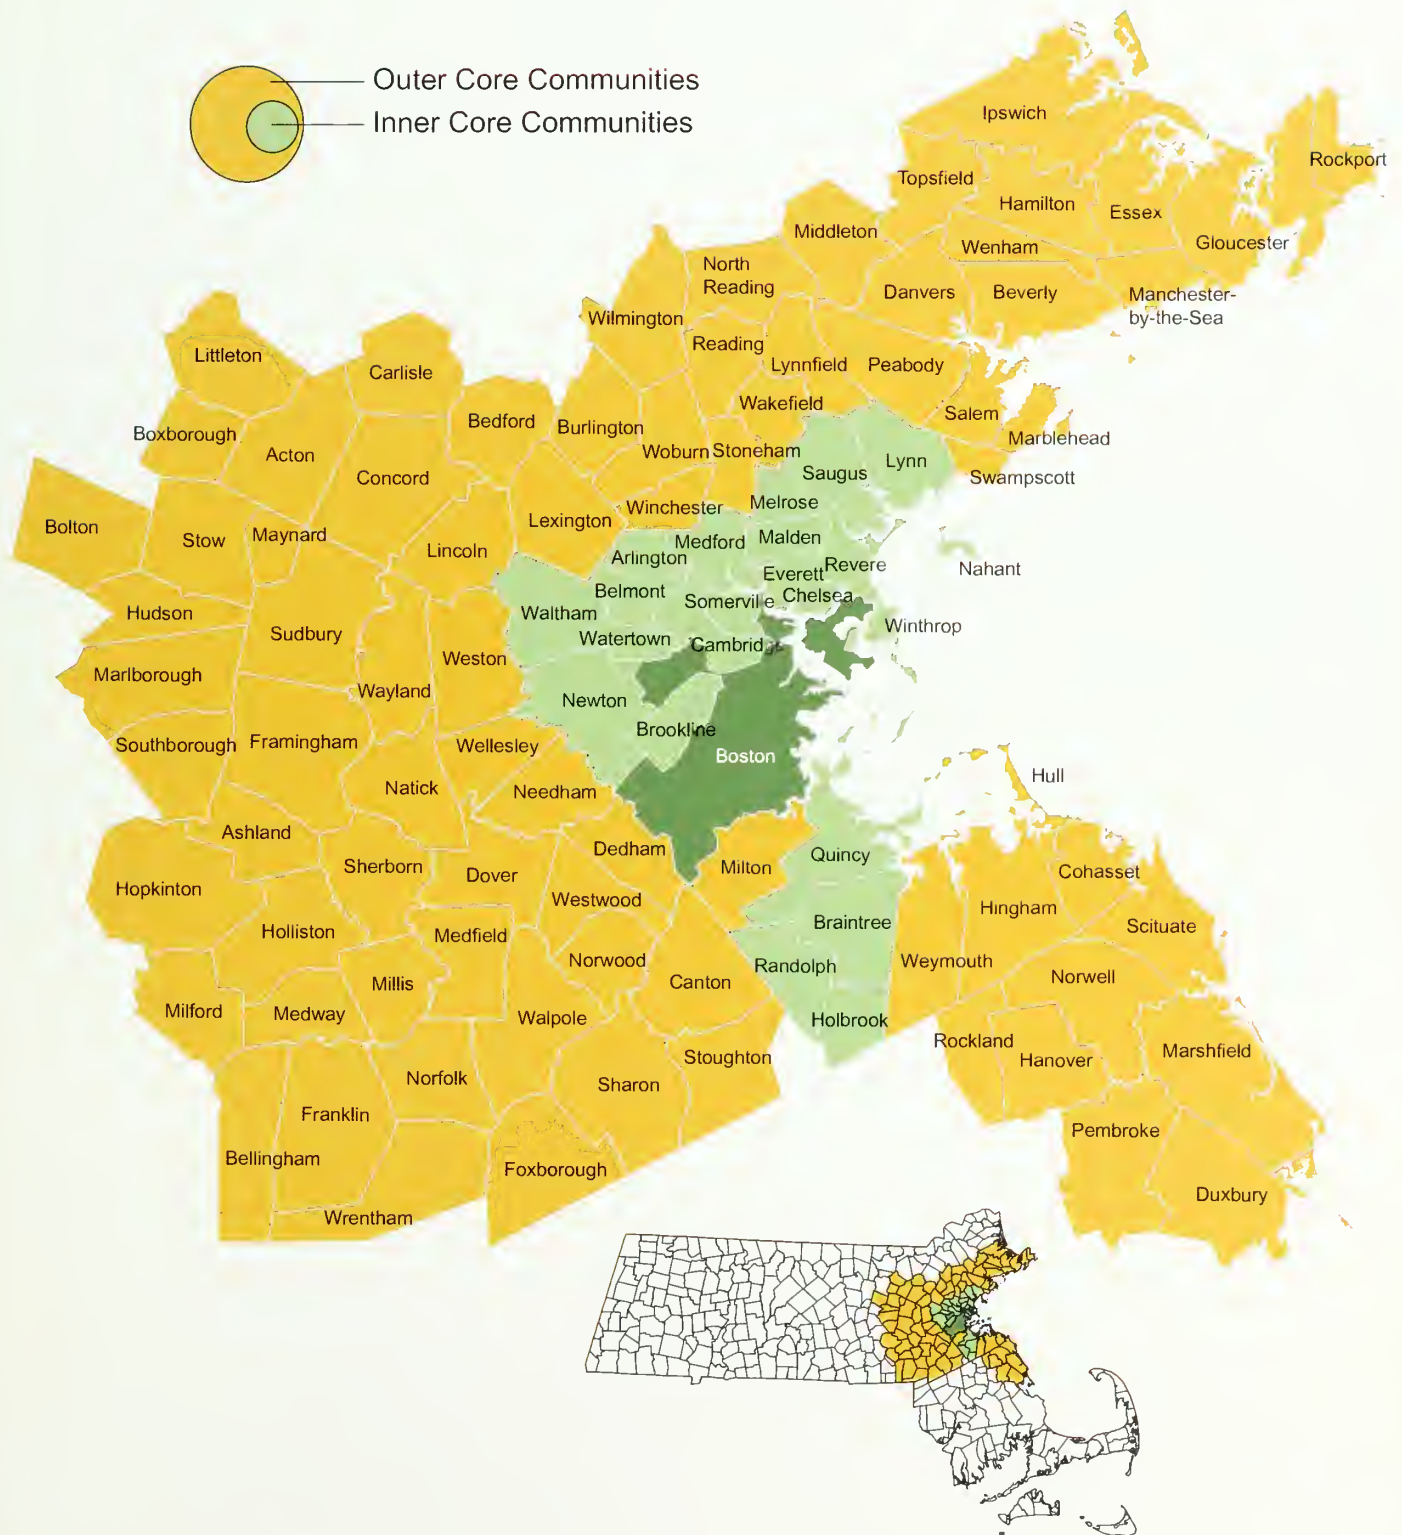 Outer Core Communities
Inner Core Communities
Ipswich
Rockport
Topsfield
Hamilton
Essex
Middleton
Gloucester
Wenham
North
Reading
Danvers
Beverly
Manchester-
by-the-Sea
Wilmington
Reading
Littleton
Lynnfield
Peabody
Carlisle
Wakefield
Salem
Bedford
Burlington
Boxborough
Marblehead
Acton
Woburn
Stoneham
Lynn
Saugus
Concord
Swampscott
Melrose
Winchester
Lexington
Bolton
Maynard
Stow
Medford
Malden
Lincoln
Arlington
Revere
Nahant
Everett
Belmont
Chelsea
Somerville
Hudson
Waltham
Winthrop
Sudbury
Watertown
Cambridge
Weston
Marlborough
Wayland
Newton
Brookline
Southborough
Framingham
Wellesley
Boston
Hull
Natick
Needham
Ashland
Dedham
Quincy
Sherborn
Milton
Cohasset
Dover
Hopkinton
Westwood
Hingham
Braintree
Scituate
Holliston
Medfield
Norwood
Weymouth
Randolph
Norwell
Millis
Canton
Milford
Medway
Walpole
Holbrook
Rockland
Marshfield
Stoughton
Hanover
Norfolk
Sharon
Franklin
Pembroke
Bellingham
Foxborough
Duxbury
Wrentham